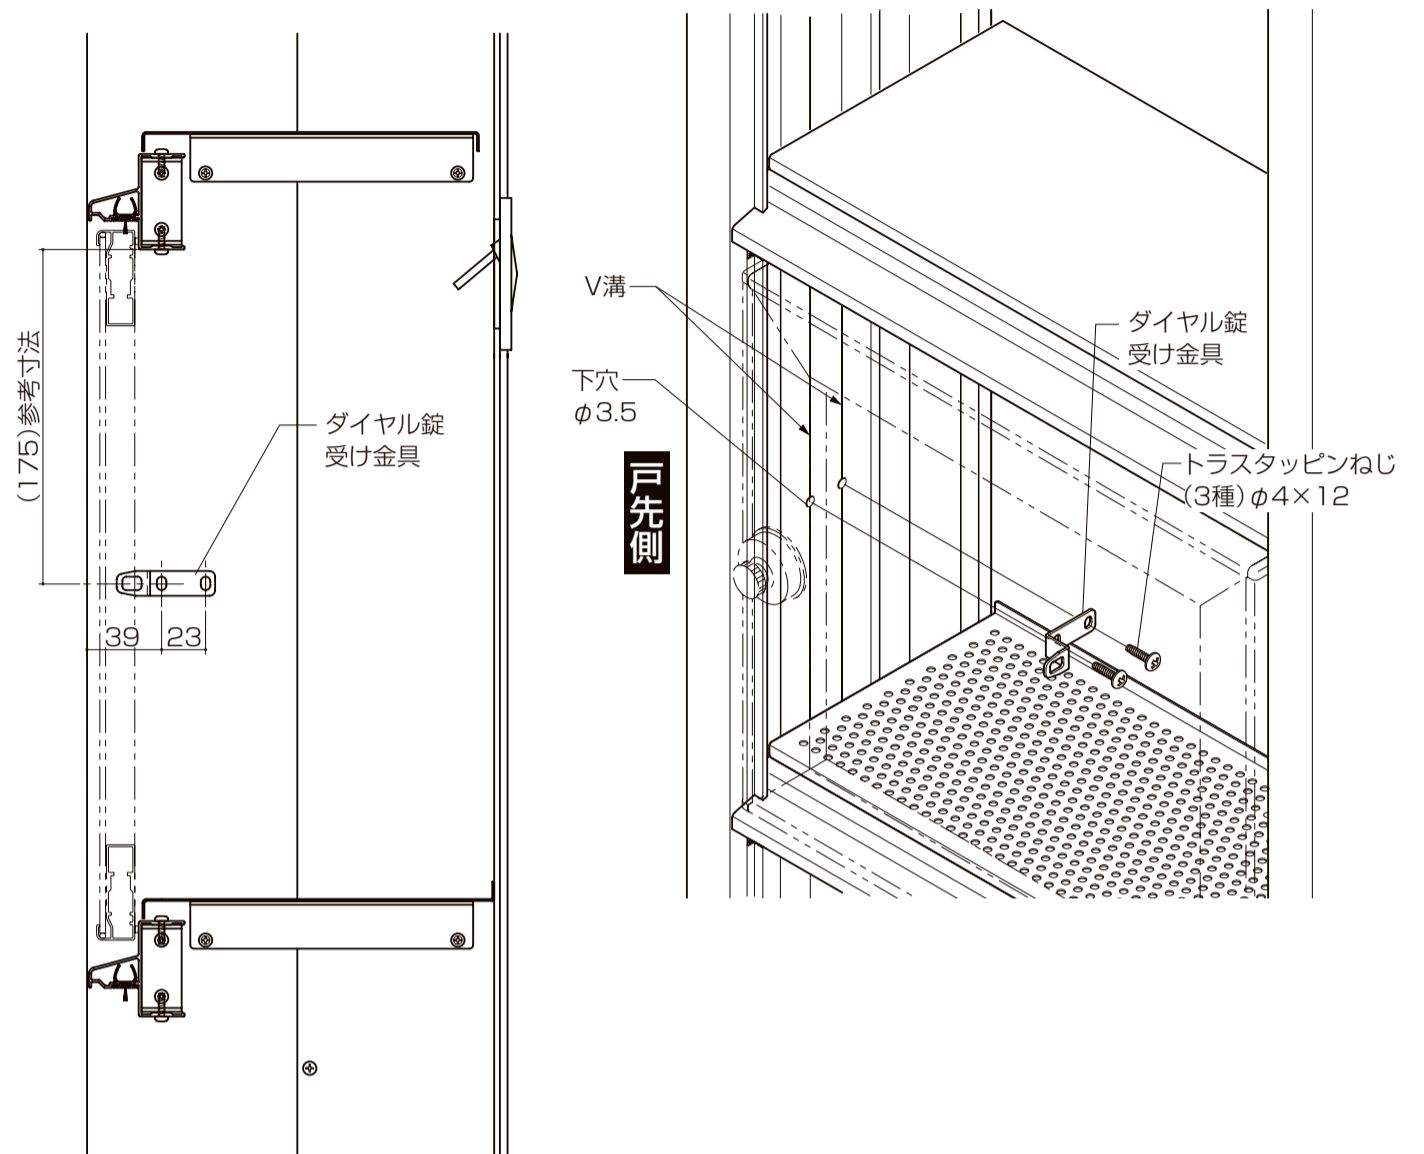 (175)参考寸法
ダイヤル錠
受け金具
39
23
V溝
下穴
φ3.5
戸先側
ダイヤル錠
受け金具
トラスタッピンねじ
(3種)φ4×12